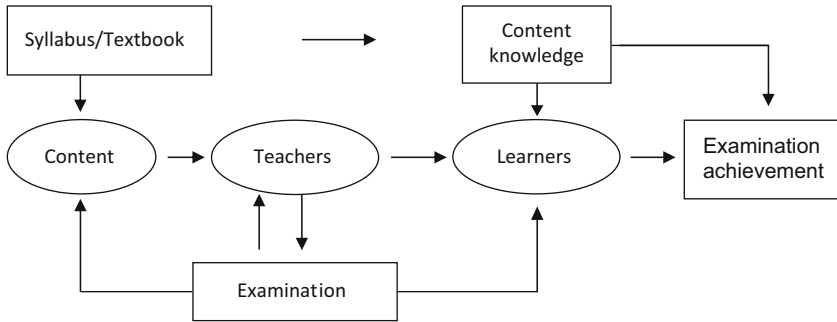 Syllabus/Textbook
Content
knowledge
Content
Teachers
Learners
Examination
achievement
Examination